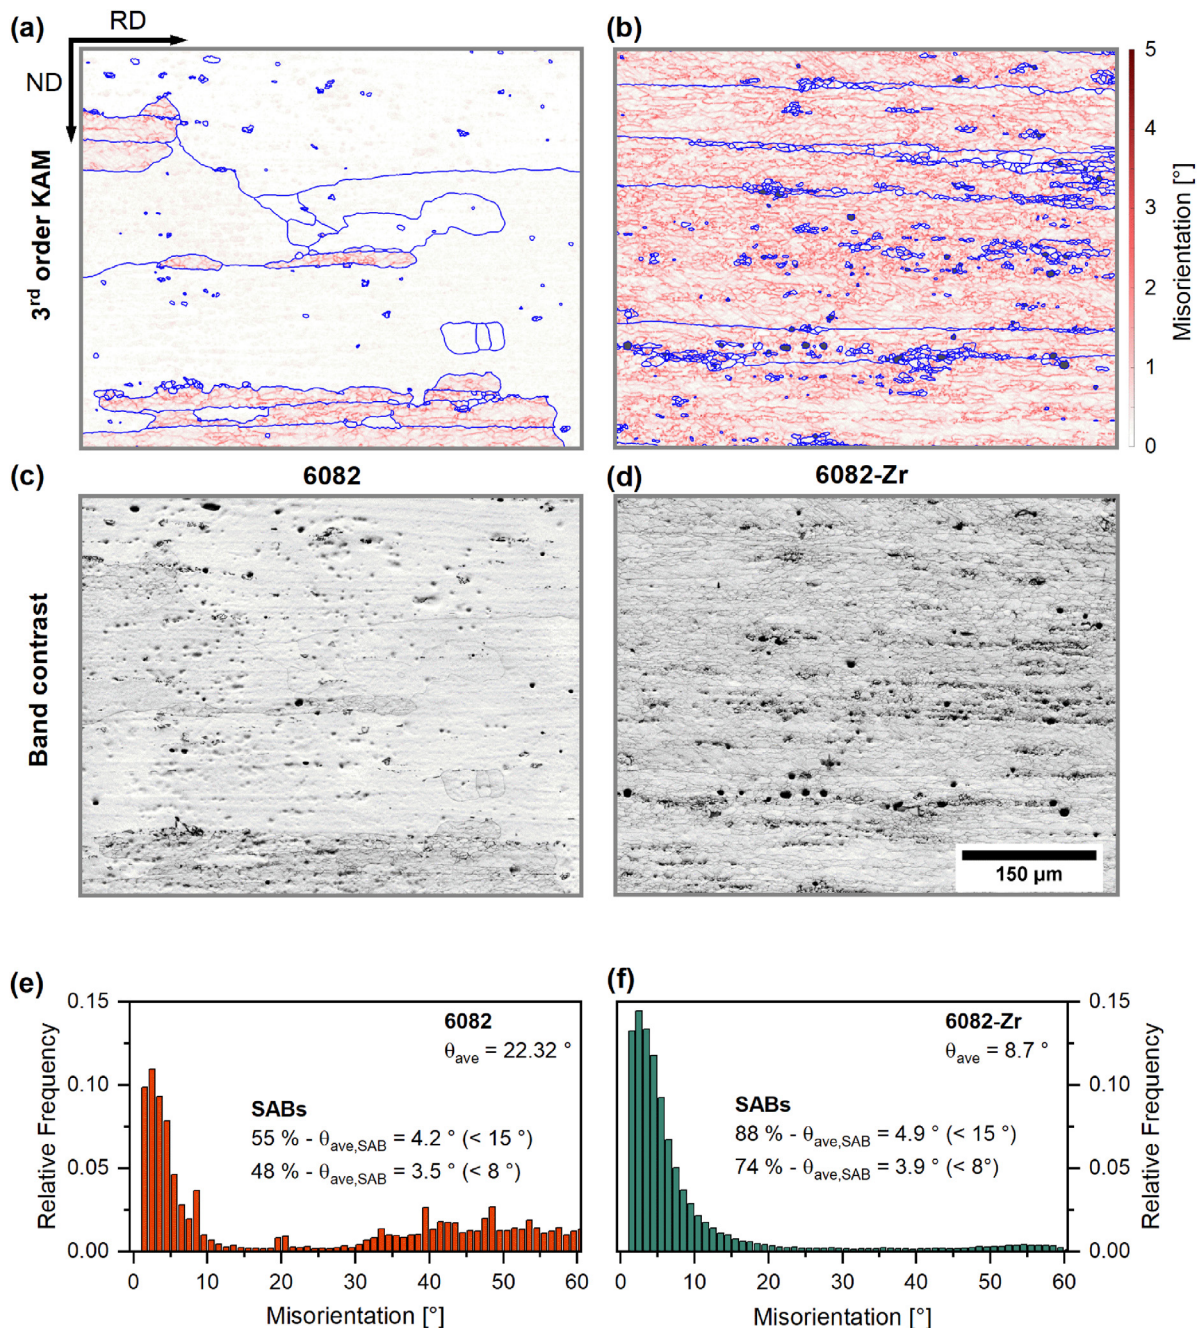 (a)
RD
ND
(b)
3rd order KAM
5
4
3
2
1
0
Misorientation [°]
(c)
6082
6082-Zr
(d)
Band contrast
150 µm
(e)
0.15
0.10
0.05
0.00
Relative Frequency
6082
θave = 22.32 °
SABs
55 % - θave,SAB = 4.2 ° (< 15 °)
48 % - θave,SAB = 3.5 ° (< 8 °)
0 10 20 30 40 50 60
Misorientation [°]
(f)
6082-Zr
θave = 8.7 °
SABs
88 % - θave,SAB = 4.9 ° (< 15 °)
74 % - θave,SAB = 3.9 ° (< 8°)
0.15
0.10
0.05
0.00
Relative Frequency
0 10 20 30 40 50 60
Misorientation [°]